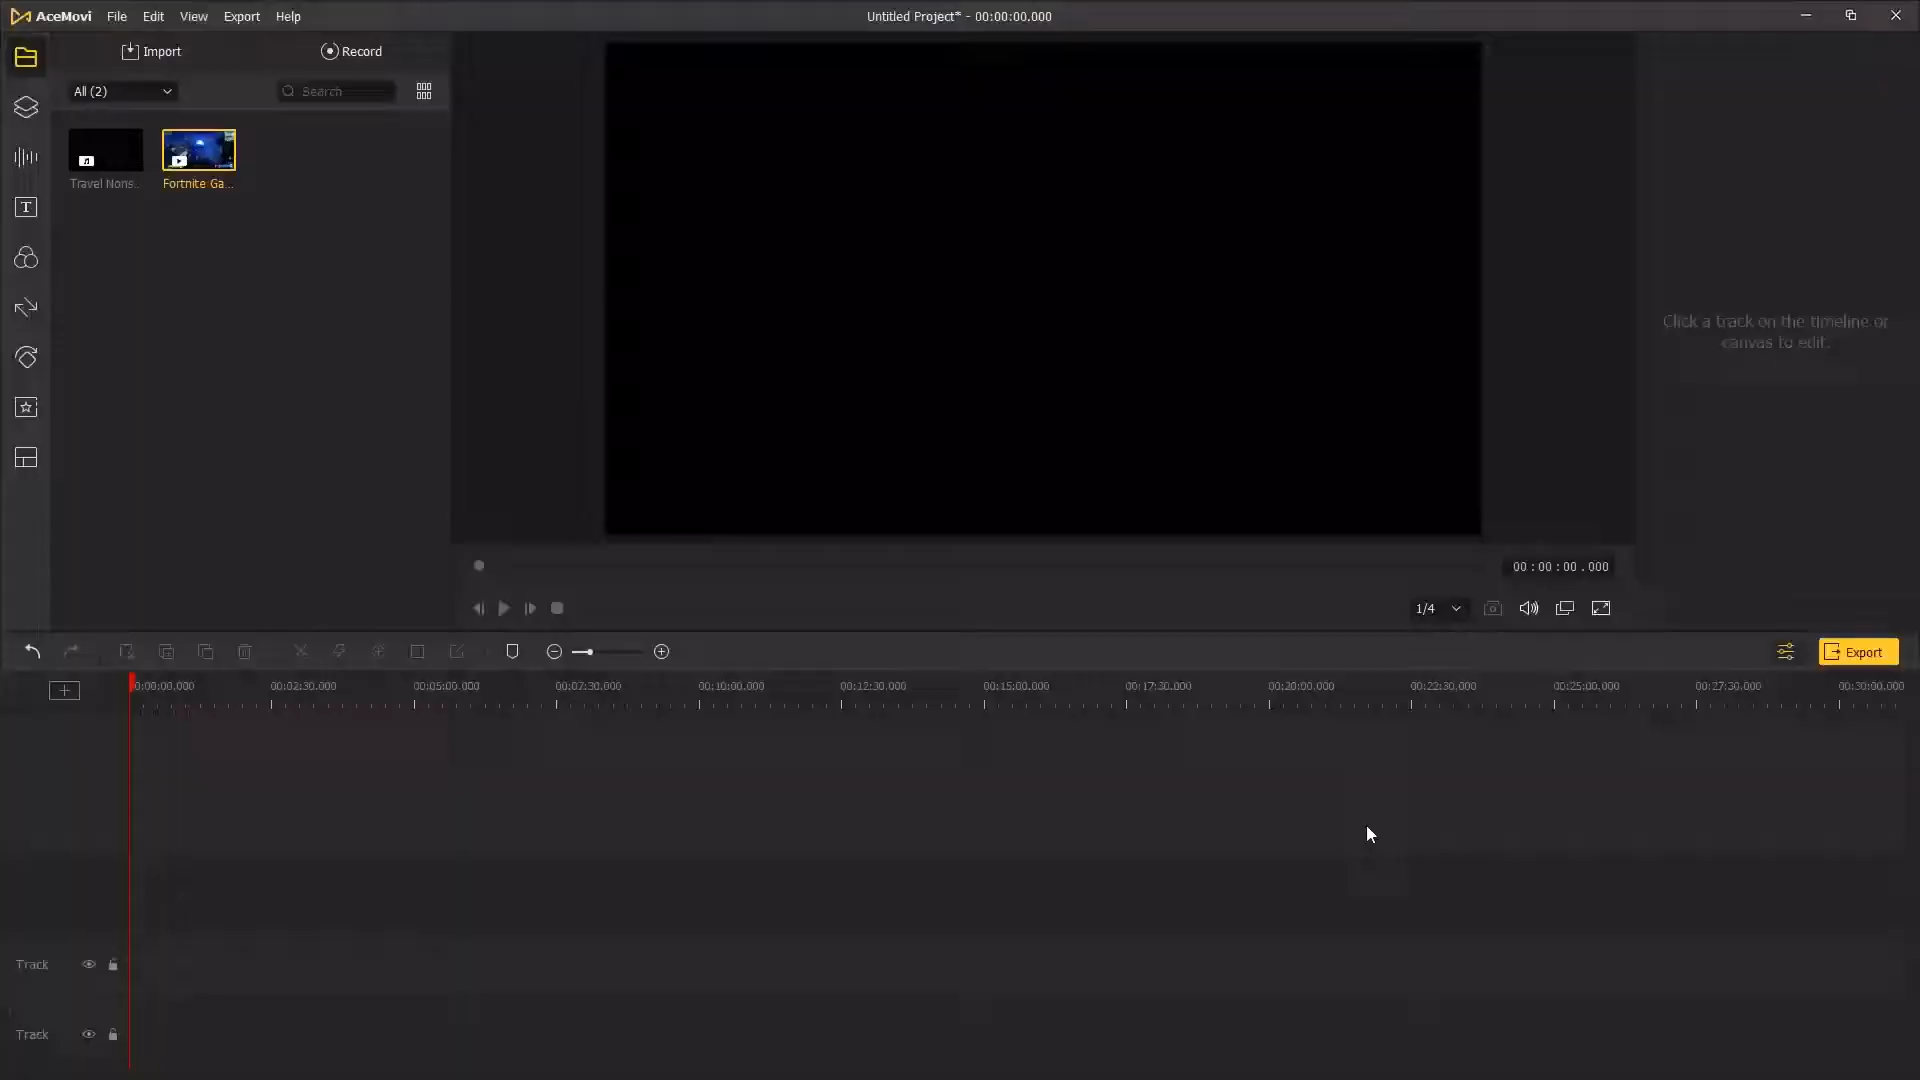 AceMovi File Edit View Export Help
Untitled Project* - 00:00:00.000
Import
Record
All (2)
Search
Travel Nons..
Fortnite Ga...
Click a track on the timeline or
canvas to edit.
00 : 00 : 00 . 000
1/4
Export
0:00:00.000 00:02:30.000 00:05:00.000 00:07:30.000 00:10:00.000 00:12:30.000 00:15:00.000 00:17:30.000 00:20:00.000 00:22:30.000 00:25:00.000 00:27:30.000 00:30:00.000
Track
Track